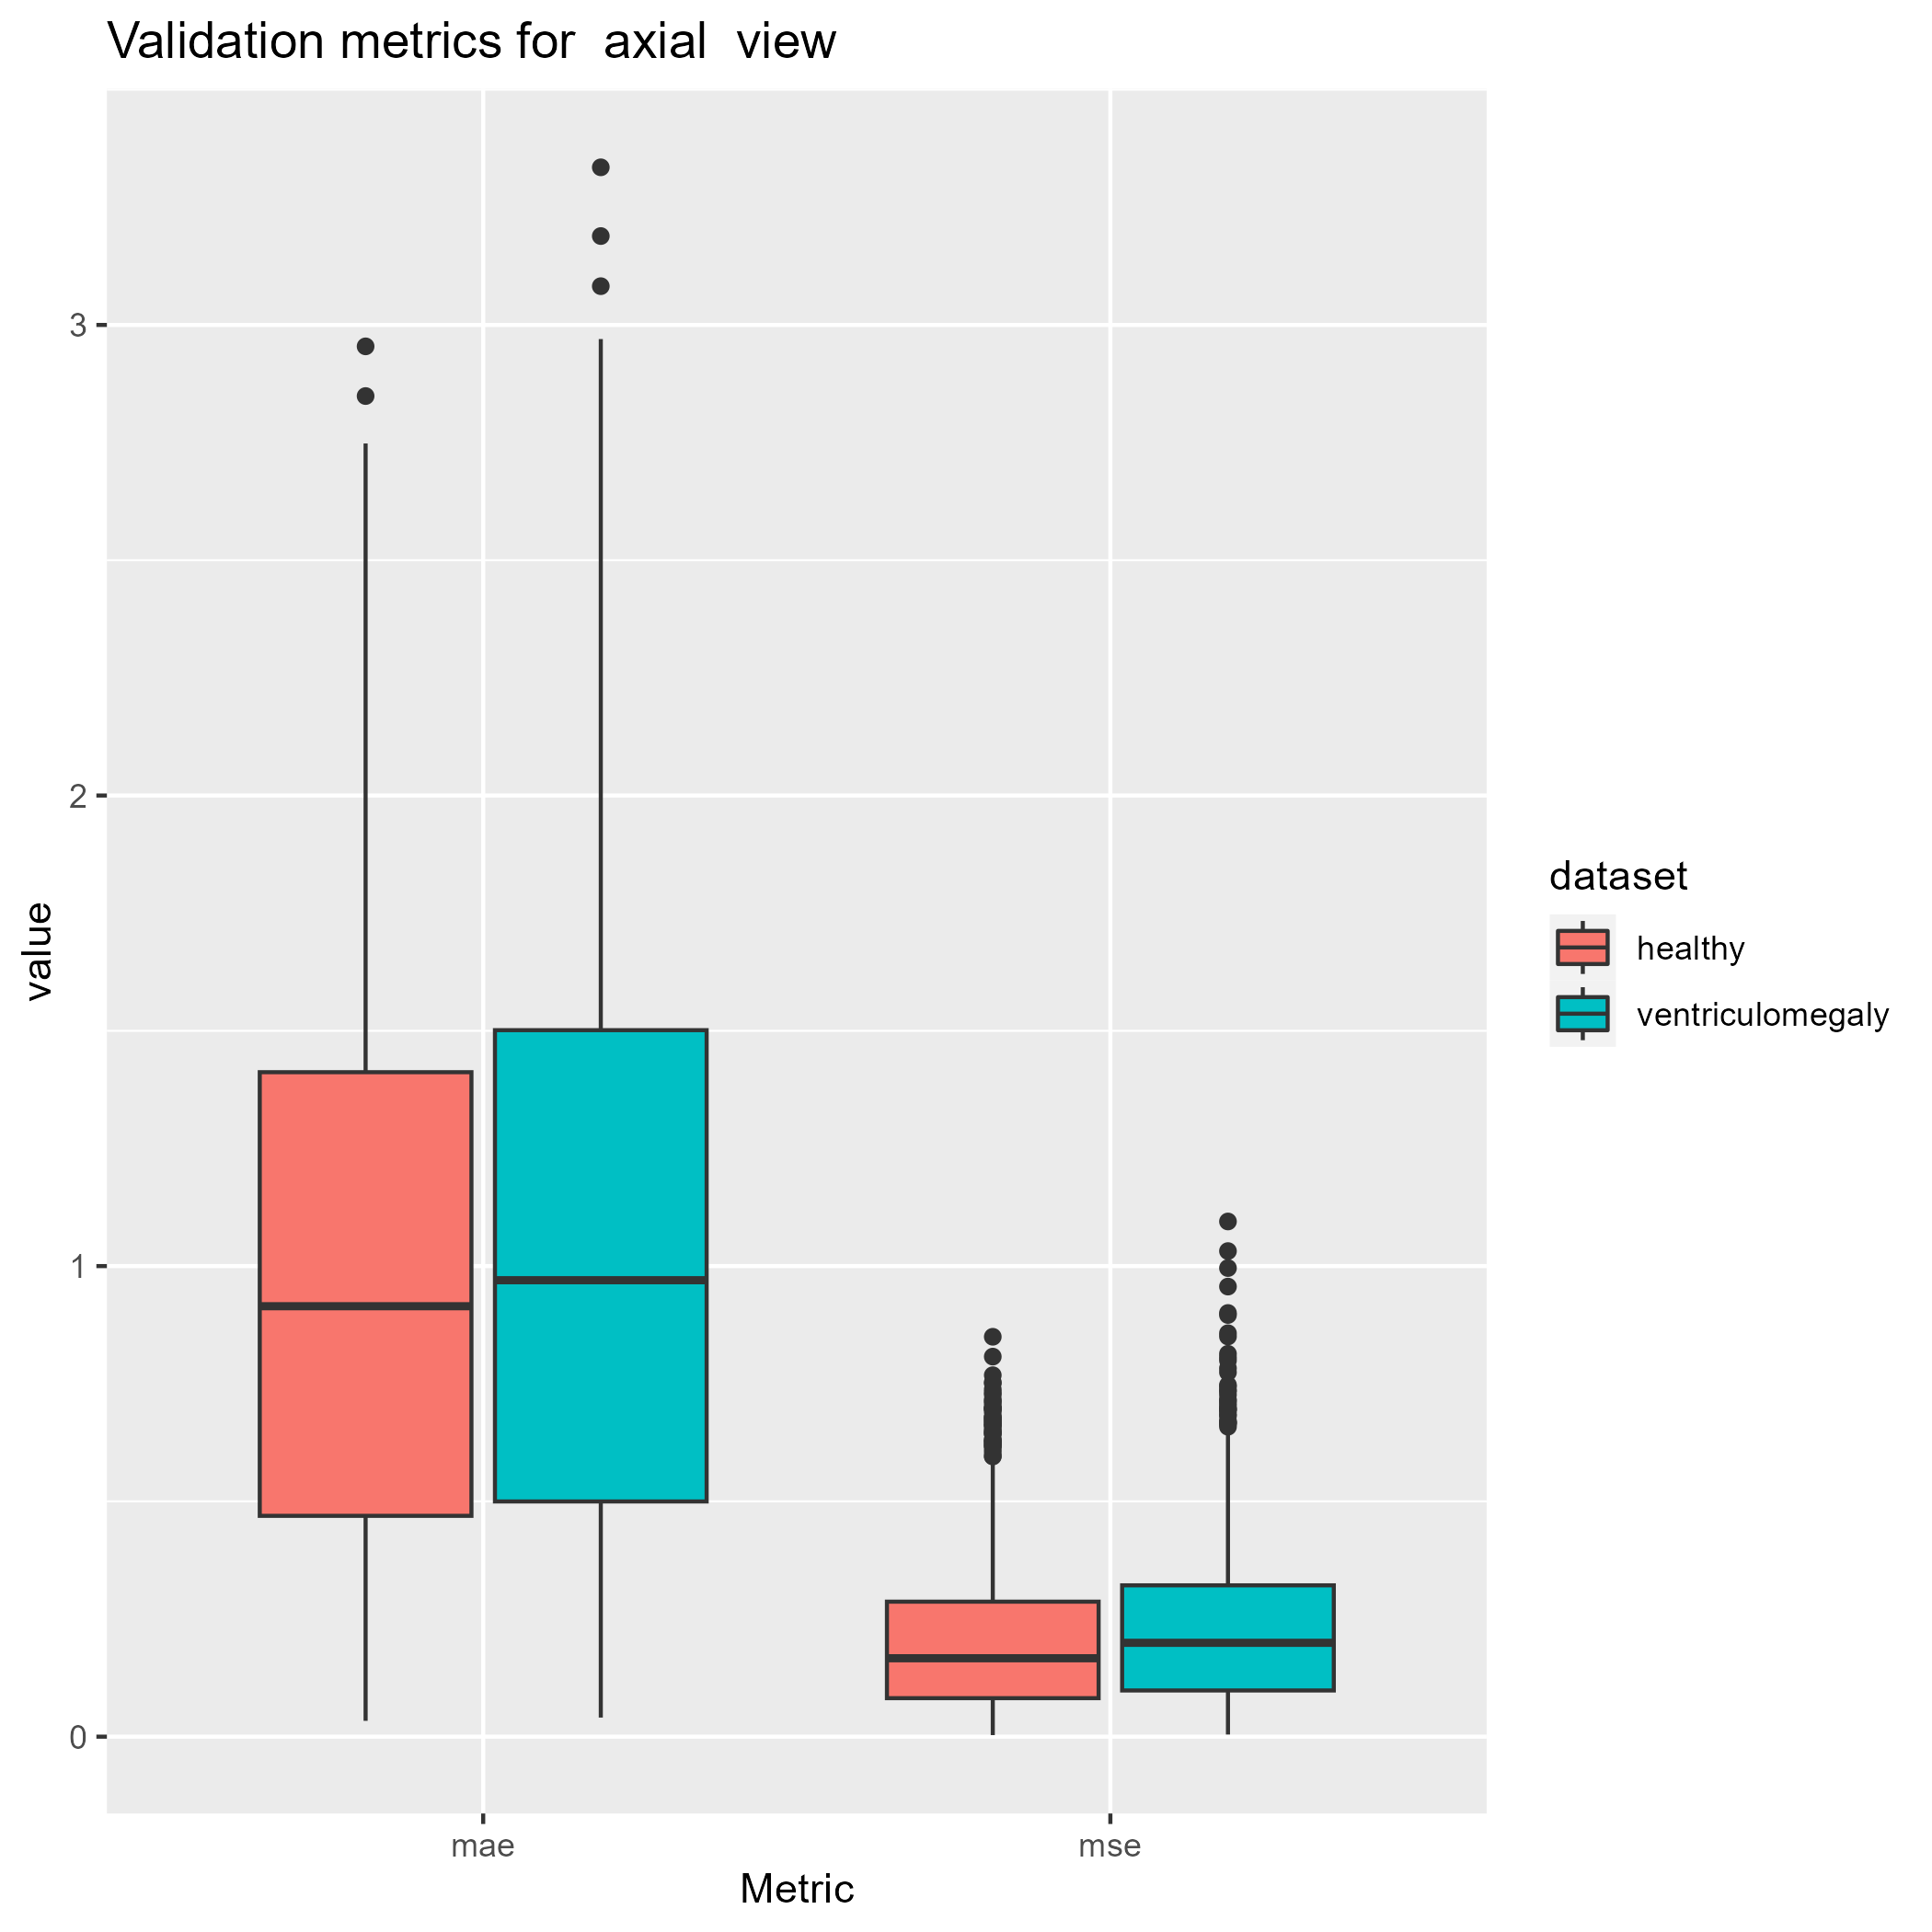 Validation metrics for  axial  view
value
3
2
1
0
mae
mse
Metric
dataset
healthy
ventriculomegaly